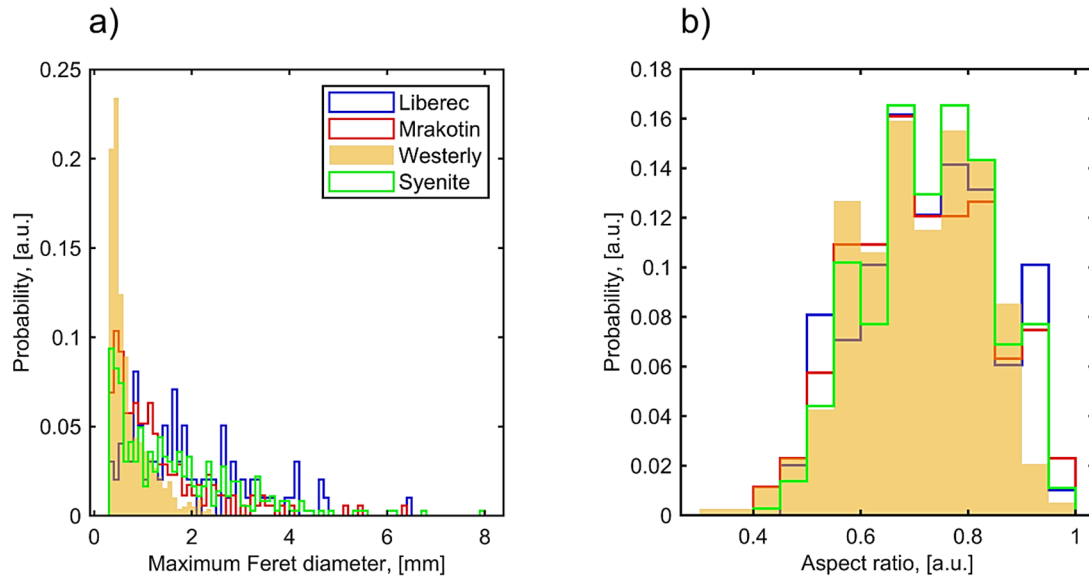 a)
0.25
0.2
0.15
0.1
0.05
0
Probability, [a.u.]
Liberec
Mrakotin
Westerly
Syenite
0 2 4 6 8
Maximum Feret diameter, [mm]
b)
0.18
0.16
0.14
0.12
0.1
0.08
0.06
0.04
0.02
0
Probability, [a.u.]
0.4 0.6 0.8 1
Aspect ratio, [a.u.]